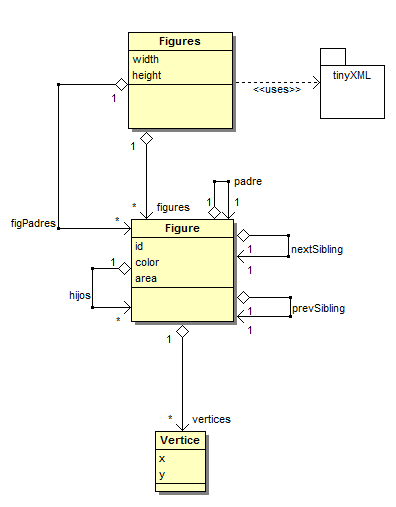 Figures
width
height
tinyXML
<<uses>>
1
1
padre
* figures
1 1
figPadres
*
Figure
id
color
area
1
nextSibling
1
1
hijos
*
1
prevSibling
1
1
* vertices
Vertice
x
y